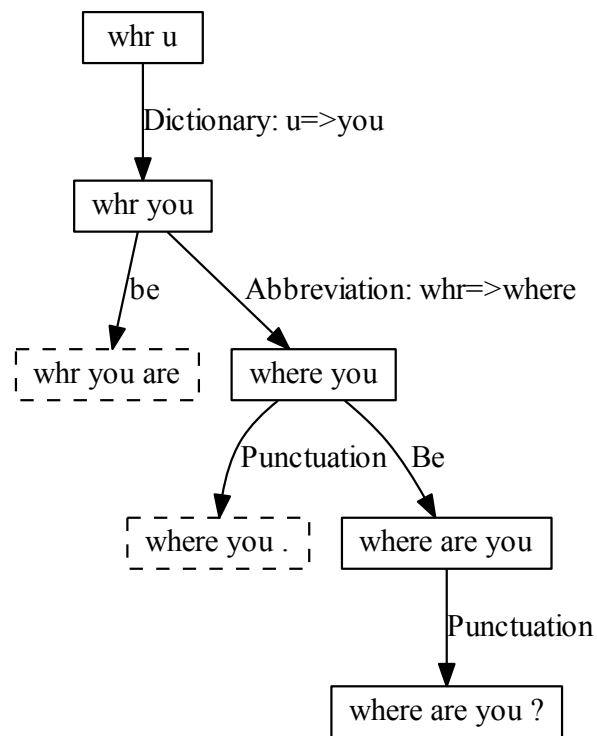 whr u
Dictionary: u=>you
whr you
be
Abbreviation: whr=>where
whr you are
where you
Punctuation
Be
where you .
where are you
Punctuation
where are you ?